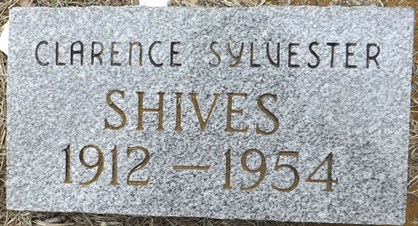 CLARENCE SYLVESTER
SHIVES
1912 – 1954